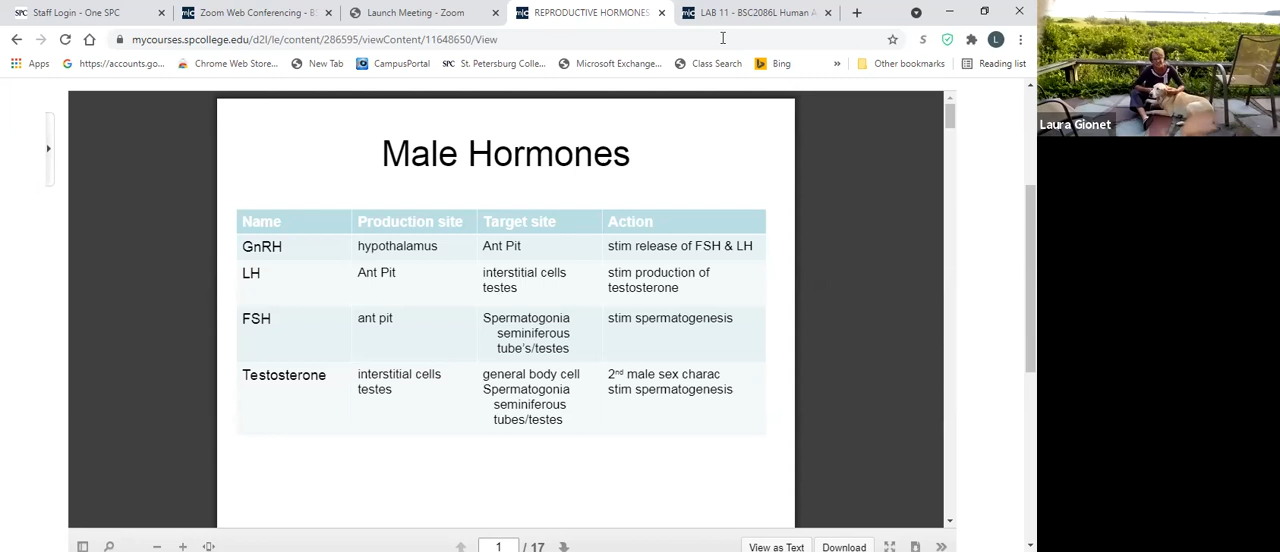 Staff Login - One SPC
Zoom Web Conferencing - BS
Launch Meeting - Zoom
REPRODUCTIVE HORMONES
LAB 11 - BSC2086L Human A
mycourses.spcollege.edu/d2l/le/content/286595/viewContent/11648650/View
Apps
https://accounts.go...
Chrome Web Store...
New Tab
CampusPortal
SPC St. Petersburg Colle...
Microsoft Exchange...
Class Search
Bing
»
Other bookmarks
Reading list
Laura Gionet
Male Hormones
Name Production site Target site Action
GnRH hypothalamus Ant Pit stim release of FSH & LH
LH Ant Pit interstitial cells stim production of
testes testosterone
FSH ant pit Spermatogonia stim spermatogenesis
seminiferous
tube's/testes
Testosterone interstitial cells general body cell 2nd male sex charac
testes Spermatogonia stim spermatogenesis
seminiferous
tubes/testes
1 / 17
View as Text
Download